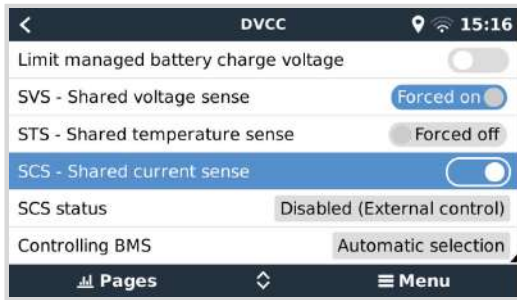 DVCC 15:16
Limit managed battery charge voltage
SVS - Shared voltage sense Forced on
STS - Shared temperature sense Forced off
SCS - Shared current sense
SCS status Disabled (External control)
Controlling BMS Automatic selection
Pages Menu